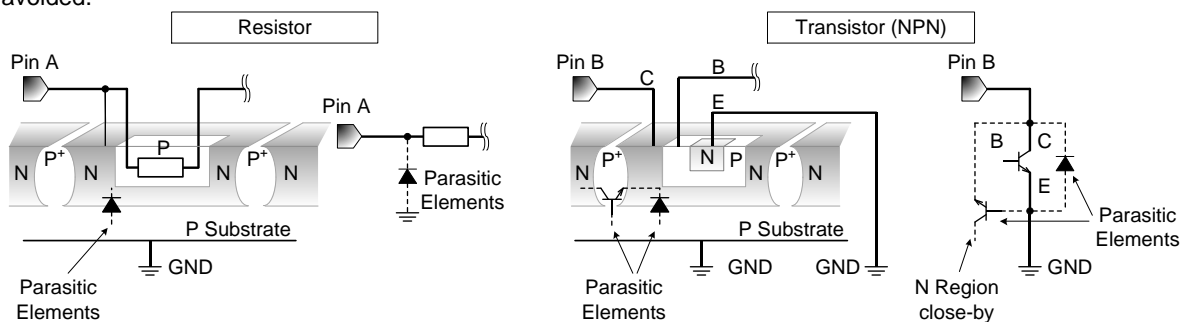 avoided.
Resistor
Transistor (NPN)
Pin A
Pin A
P
N
P+
N
N
P+
N
Parasitic
Elements
P Substrate
GND
Parasitic
Elements
Pin B
C
B
E
N
P+
N
N
P
N
P+
N
P Substrate
GND
GND
Parasitic
Elements
Pin B
B
C
E
Parasitic
Elements
GND
N Region
close-by